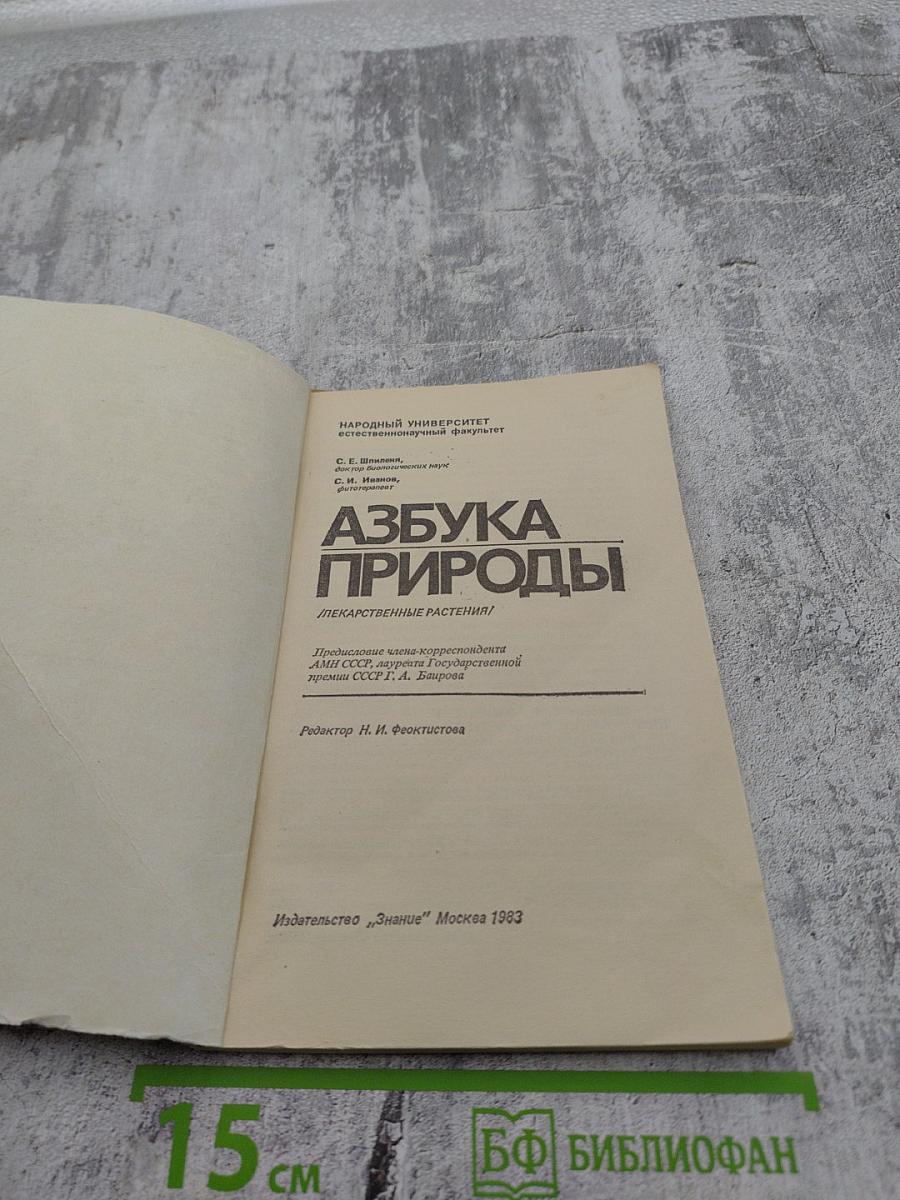 НАРОДНЫЙ УНИВЕРСИТЕТ
естественнонаучный факультет
С. Е. Шпиленя,
доктор биологических наук
С. И. Иванов,
фитотерапевт
АЗБУКА
ПРИРОДЫ
/ЛЕКАРСТВЕННЫЕ РАСТЕНИЯ/
Предисловие члена-корреспондента
АМН СССР, лауреата Государственной
премии СССР Г. А. Баирова
Редактор Н. И. Феоктистова
Издательство „Знание" Москва 1983
15 см
БФ БИБЛИОФАН